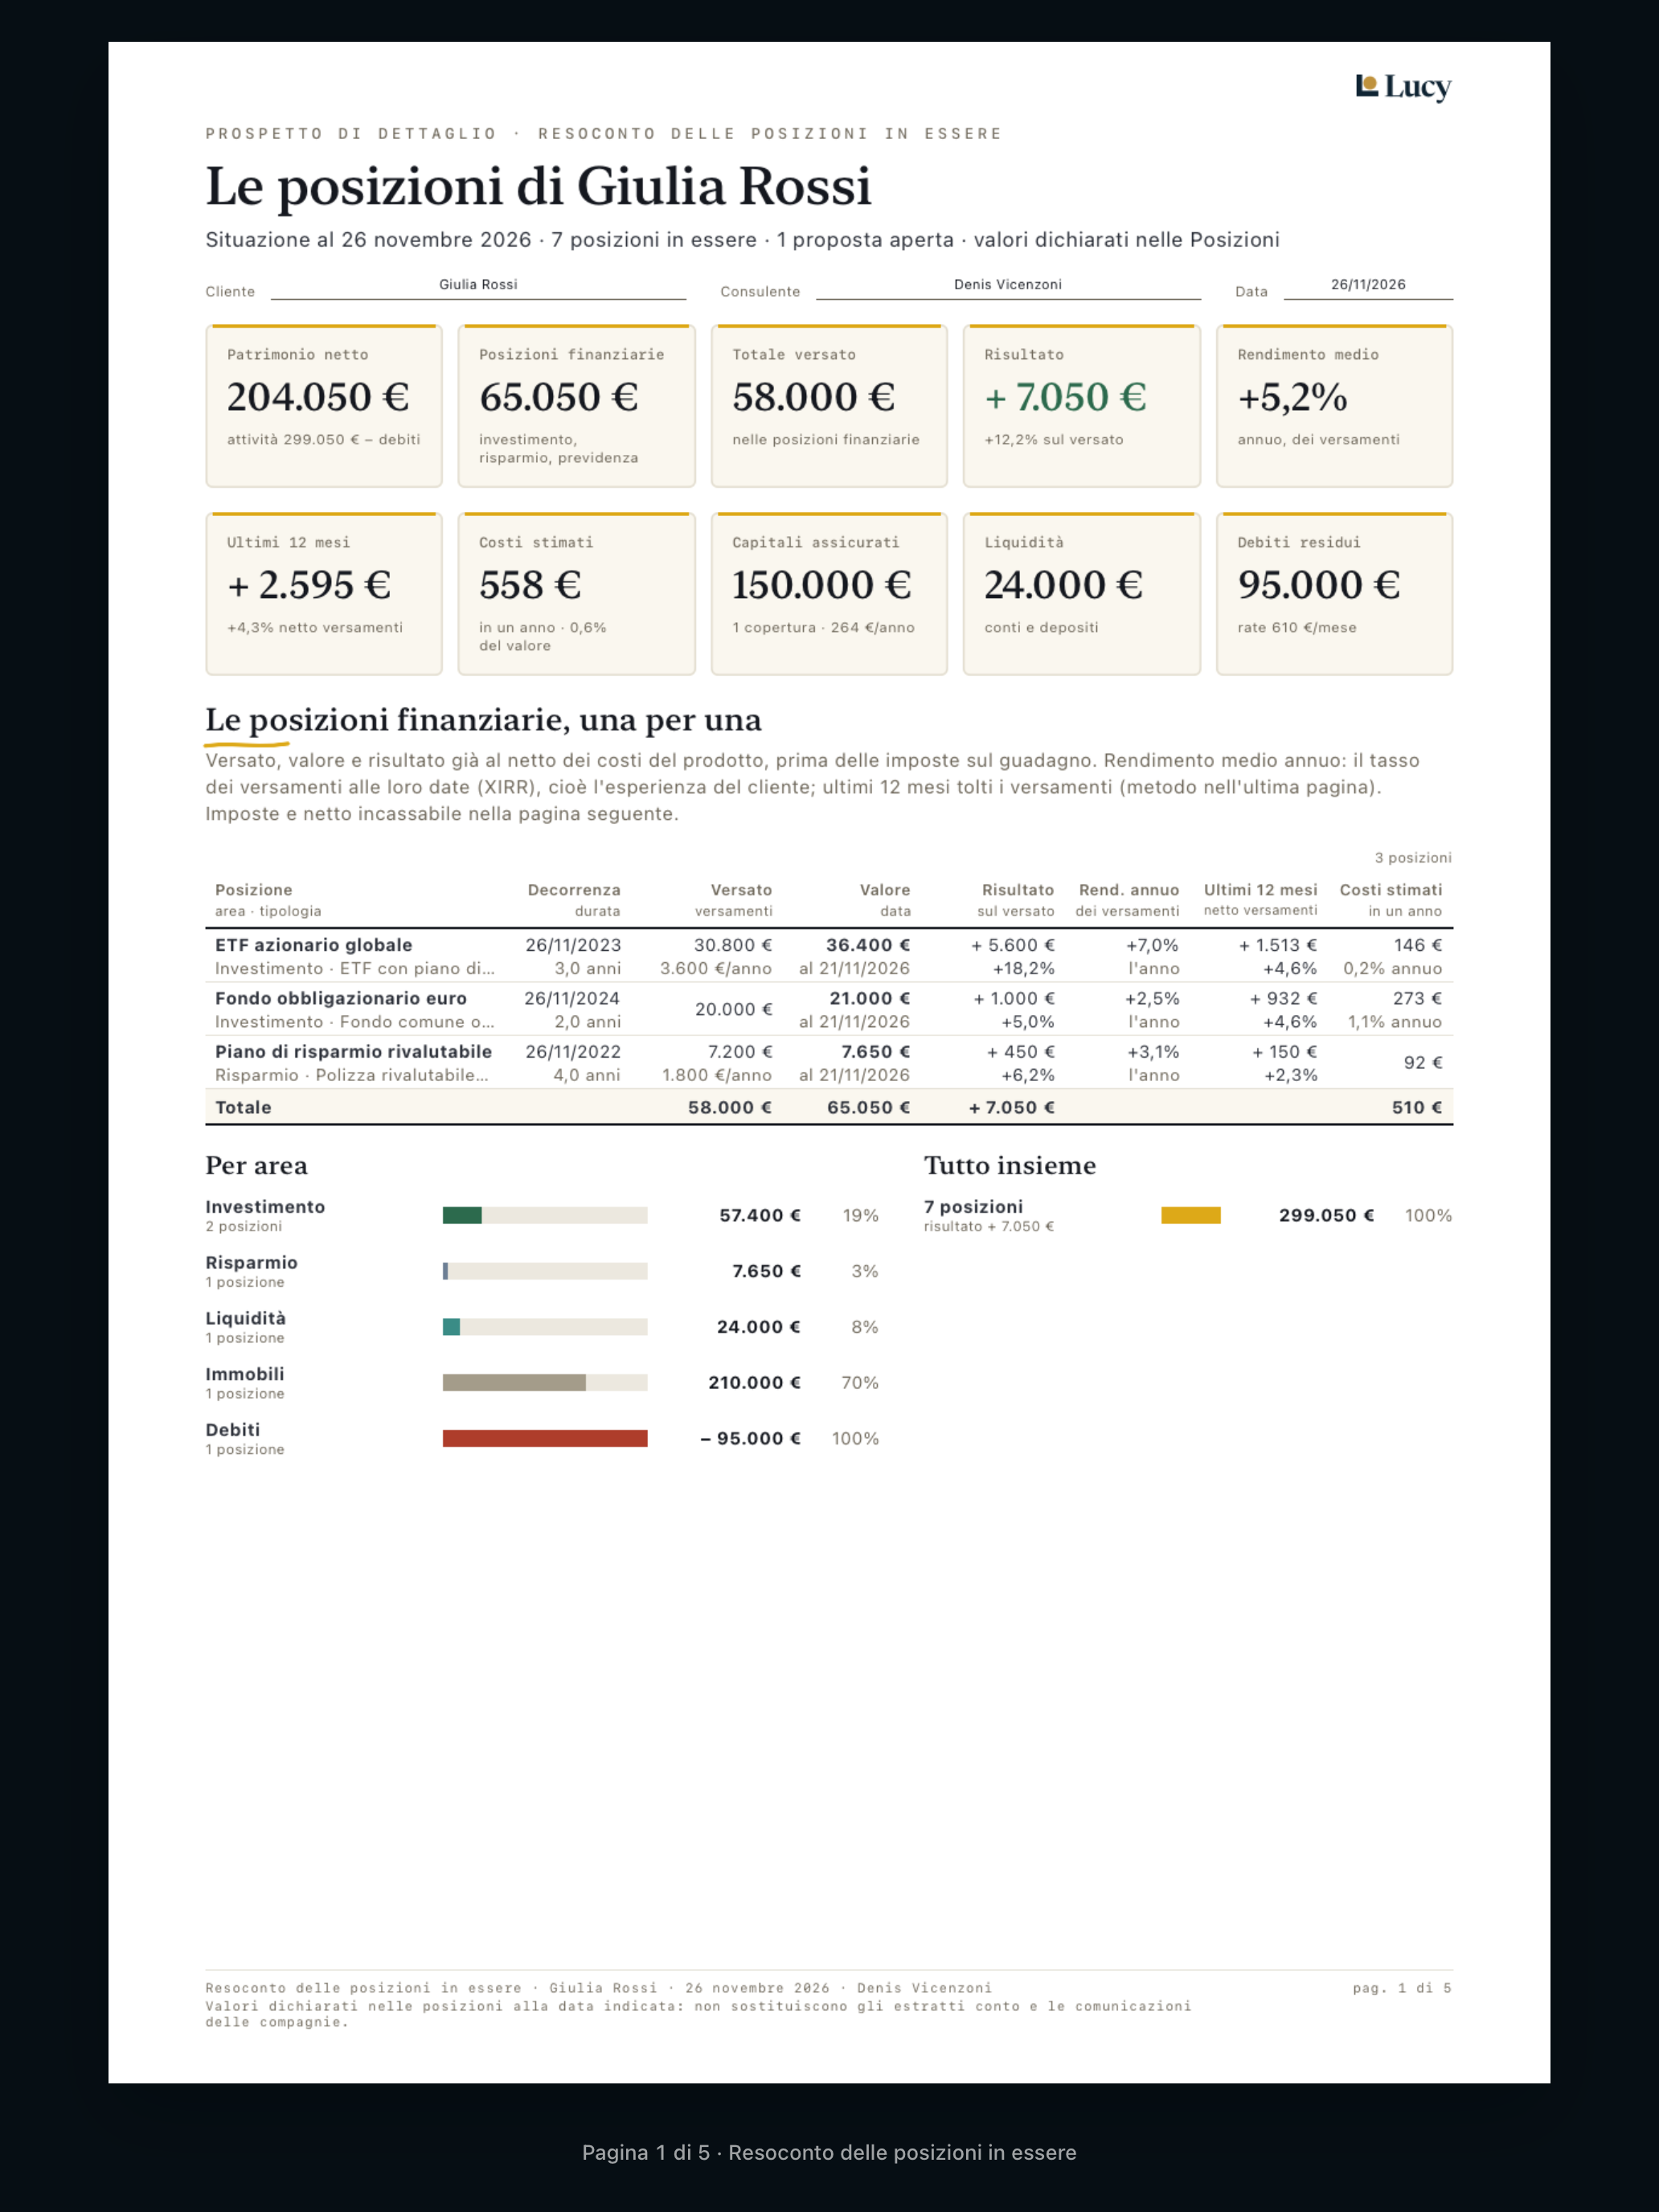 Lucy
PROSPETTO DI DETTAGLIO · RESOCONTO DELLE POSIZIONI IN ESSERE
Le posizioni di Giulia Rossi
Situazione al 26 novembre 2026 · 7 posizioni in essere · 1 proposta aperta · valori dichiarati nelle Posizioni
Cliente Giulia Rossi Consulente Denis Vicenzoni Data 26/11/2026
Patrimonio netto
204.050 €
attività 299.050 € – debiti
Posizioni finanziarie
65.050 €
investimento,
risparmio, previdenza
Totale versato
58.000 €
nelle posizioni finanziarie
Risultato
+ 7.050 €
+12,2% sul versato
Rendimento medio
+5,2%
annuo, dei versamenti
Ultimi 12 mesi
+ 2.595 €
+4,3% netto versamenti
Costi stimati
558 €
in un anno · 0,6%
del valore
Capitali assicurati
150.000 €
1 copertura · 264 €/anno
Liquidità
24.000 €
conti e depositi
Debiti residui
95.000 €
rate 610 €/mese
Le posizioni finanziarie, una per una
Versato, valore e risultato già al netto dei costi del prodotto, prima delle imposte sul guadagno. Rendimento medio annuo: il tasso
dei versamenti alle loro date (XIRR), cioè l'esperienza del cliente; ultimi 12 mesi tolti i versamenti (metodo nell'ultima pagina).
Imposte e netto incassabile nella pagina seguente.
3 posizioni
Posizione Decorrenza Versato Valore Risultato Rend. annuo Ultimi 12 mesi Costi stimati
area · tipologia durata versamenti data sul versato dei versamenti netto versamenti in un anno
ETF azionario globale 26/11/2023 30.800 € 36.400 € + 5.600 € +7,0% + 1.513 € 146 €
Investimento · ETF con piano di... 3,0 anni 3.600 €/anno al 21/11/2026 +18,2% l'anno +4,6% 0,2% annuo
Fondo obbligazionario euro 26/11/2024 20.000 € 21.000 € + 1.000 € +2,5% + 932 € 273 €
Investimento · Fondo comune o... 2,0 anni al 21/11/2026 +5,0% l'anno +4,6% 1,1% annuo
Piano di risparmio rivalutabile 26/11/2022 7.200 € 7.650 € + 450 € +3,1% + 150 € 92 €
Risparmio · Polizza rivalutabile... 4,0 anni 1.800 €/anno al 21/11/2026 +6,2% l'anno +2,3%
Totale 58.000 € 65.050 € + 7.050 € 510 €
Per area
Investimento 57.400 € 19%
2 posizioni
Risparmio 7.650 € 3%
1 posizione
Liquidità 24.000 € 8%
1 posizione
Immobili 210.000 € 70%
1 posizione
Debiti – 95.000 € 100%
1 posizione
Tutto insieme
7 posizioni 299.050 € 100%
risultato + 7.050 €
Resoconto delle posizioni in essere · Giulia Rossi · 26 novembre 2026 · Denis Vicenzoni pag. 1 di 5
Valori dichiarati nelle posizioni alla data indicata: non sostituiscono gli estratti conto e le comunicazioni
delle compagnie.
Pagina 1 di 5 · Resoconto delle posizioni in essere